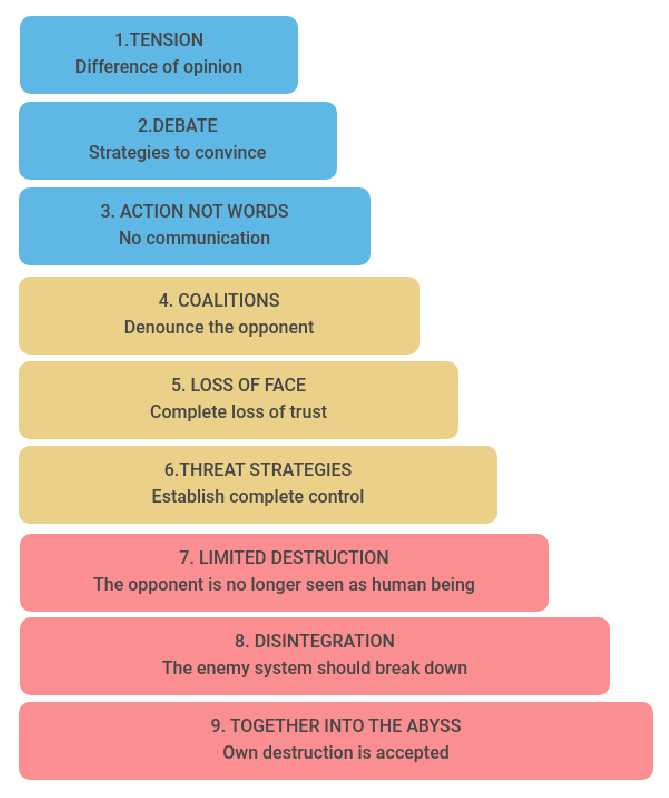 1.TENSION
Difference of opinion
2.DEBATE
Strategies to convince
3. ACTION NOT WORDS
No communication
4. COALITIONS
Denounce the opponent
5. LOSS OF FACE
Complete loss of trust
6.THREAT STRATEGIES
Establish complete control
7. LIMITED DESTRUCTION
The opponent is no longer seen as human being
8. DISINTEGRATION
The enemy system should break down
9. TOGETHER INTO THE ABYSS
Own destruction is accepted